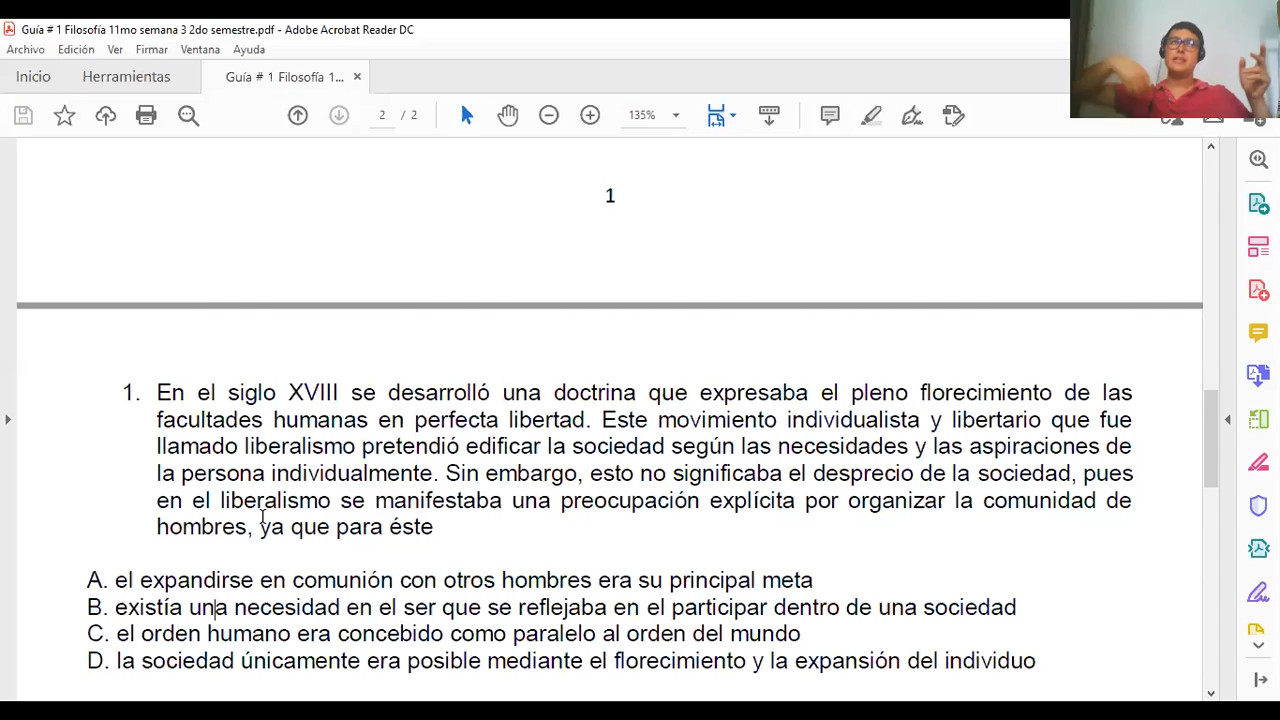 Guía # 1 Filosofía 11mo semana 3 2do semestre.pdf - Adobe Acrobat Reader DC
Archivo Edición Ver Firmar Ventana Ayuda
Inicio Herramientas Guía # 1 Filosofía 1... ×
2 / 2 135%
1
1. En el siglo XVIII se desarrolló una doctrina que expresaba el pleno florecimiento de las
facultades humanas en perfecta libertad. Este movimiento individualista y libertario que fue
llamado liberalismo pretendió edificar la sociedad según las necesidades y las aspiraciones de
la persona individualmente. Sin embargo, esto no significaba el desprecio de la sociedad, pues
en el liberalismo se manifestaba una preocupación explícita por organizar la comunidad de
hombres, ya que para éste
A. el expandirse en comunión con otros hombres era su principal meta
B. existía una necesidad en el ser que se reflejaba en el participar dentro de una sociedad
C. el orden humano era concebido como paralelo al orden del mundo
D. la sociedad únicamente era posible mediante el florecimiento y la expansión del individuo